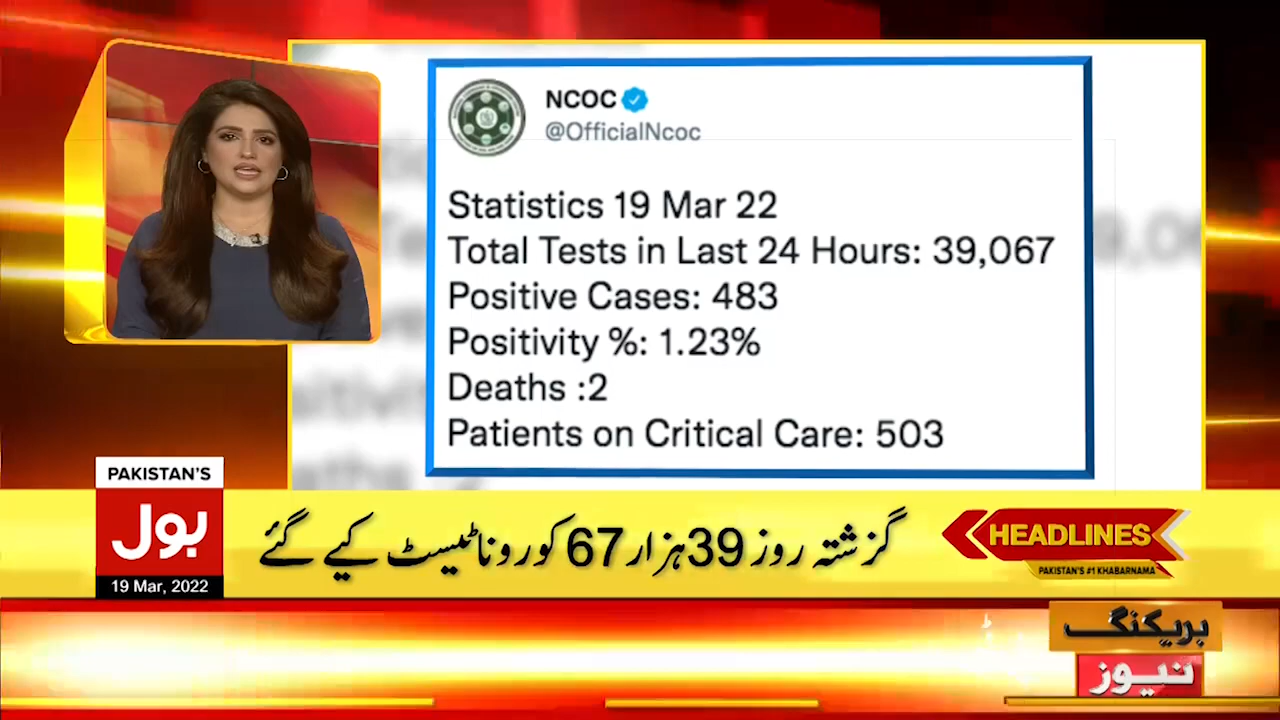 NCOC
@OfficialNcoc
Statistics 19 Mar 22
Total Tests in Last 24 Hours: 39,067
Positive Cases: 483
Positivity %: 1.23%
Deaths :2
Patients on Critical Care: 503
PAKISTAN'S
بول
19 Mar, 2022
گزشتہ روز 39 ہزار 67 کورونا ٹیسٹ کیے گئے
HEADLINES
PAKISTAN'S #1 KHABARNAMA
بریکنگ
نیوز